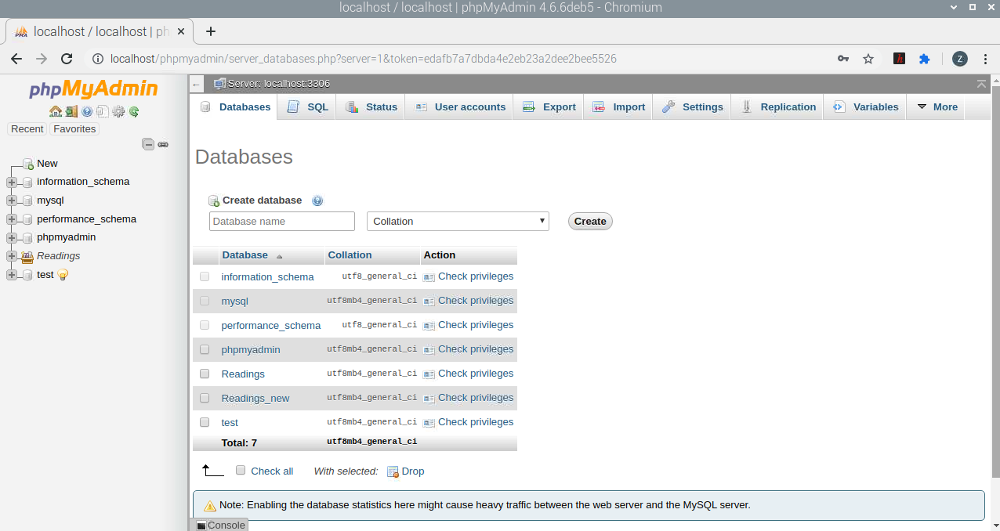 localhost / localhost | phpMyAdmin 4.6.6deb5 - Chromium
PMA localhost / localhost | ph
localhost/phpmyadmin/server_databases.php?server=1&token=edafb7a7dbda4e2eb23a2dee2bee5526
h
Z
phpMyAdmin
Recent Favorites
New
information_schema
mysql
performance_schema
phpmyadmin
Readings
test
Server: localhost:3306
Databases SQL Status User accounts Export Import Settings Replication Variables More
Databases
Create database
Database name Collation Create
Database Collation Action
information_schema utf8_general_ci Check privileges
mysql utf8mb4_general_ci Check privileges
performance_schema utf8_general_ci Check privileges
phpmyadmin utf8mb4_general_ci Check privileges
Readings utf8mb4_general_ci Check privileges
Readings_new utf8mb4_general_ci Check privileges
test utf8mb4_general_ci Check privileges
Total: 7 utf8mb4_general_ci
Check all With selected: Drop
Note: Enabling the database statistics here might cause heavy traffic between the web server and the MySQL server.
Console